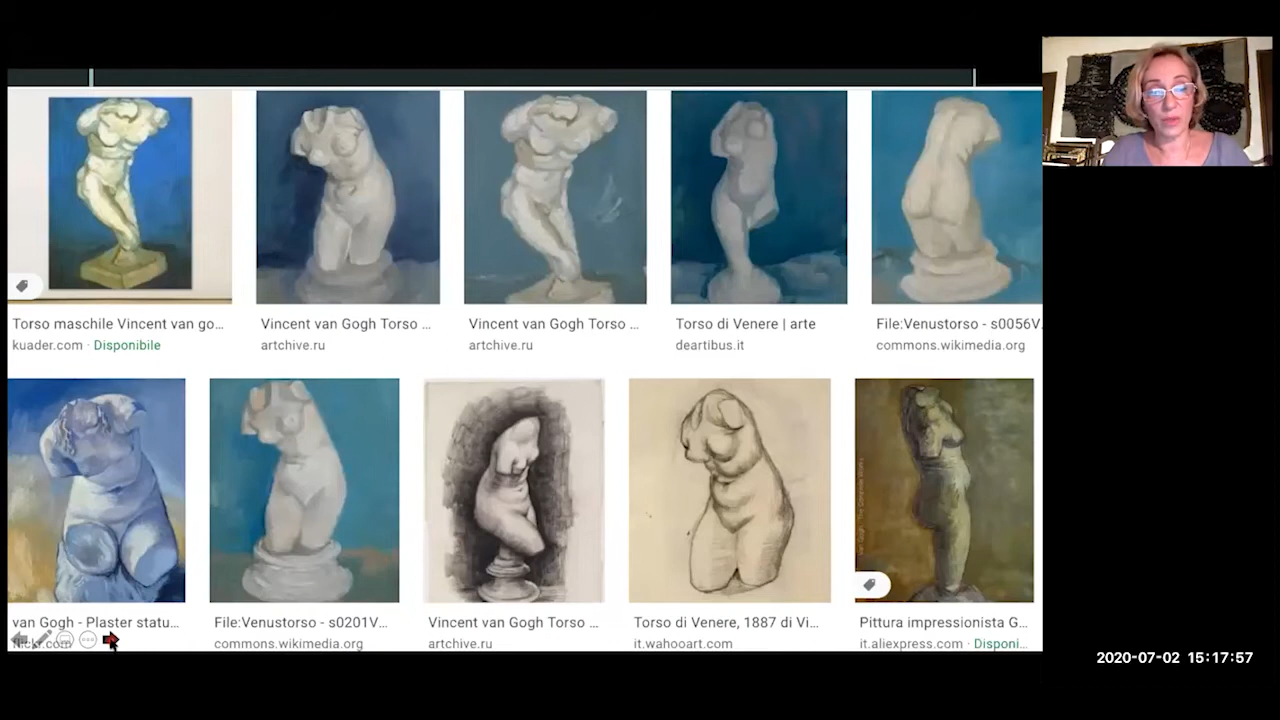 Torso maschile Vincent van go...
kuader.com · Disponibile
Vincent van Gogh Torso ...
artchive.ru
Vincent van Gogh Torso ...
artchive.ru
Torso di Venere | arte
deartibus.it
File:Venustorso - s0056V
commons.wikimedia.org
van Gogh - Plaster statu...
flickr.com
File:Venustorso - s0201V...
commons.wikimedia.org
Vincent van Gogh Torso ...
artchive.ru
Torso di Venere, 1887 di Vi...
it.wahooart.com
Pittura impressionista G...
it.aliexpress.com · Disponi...
2020-07-02 15:17:57